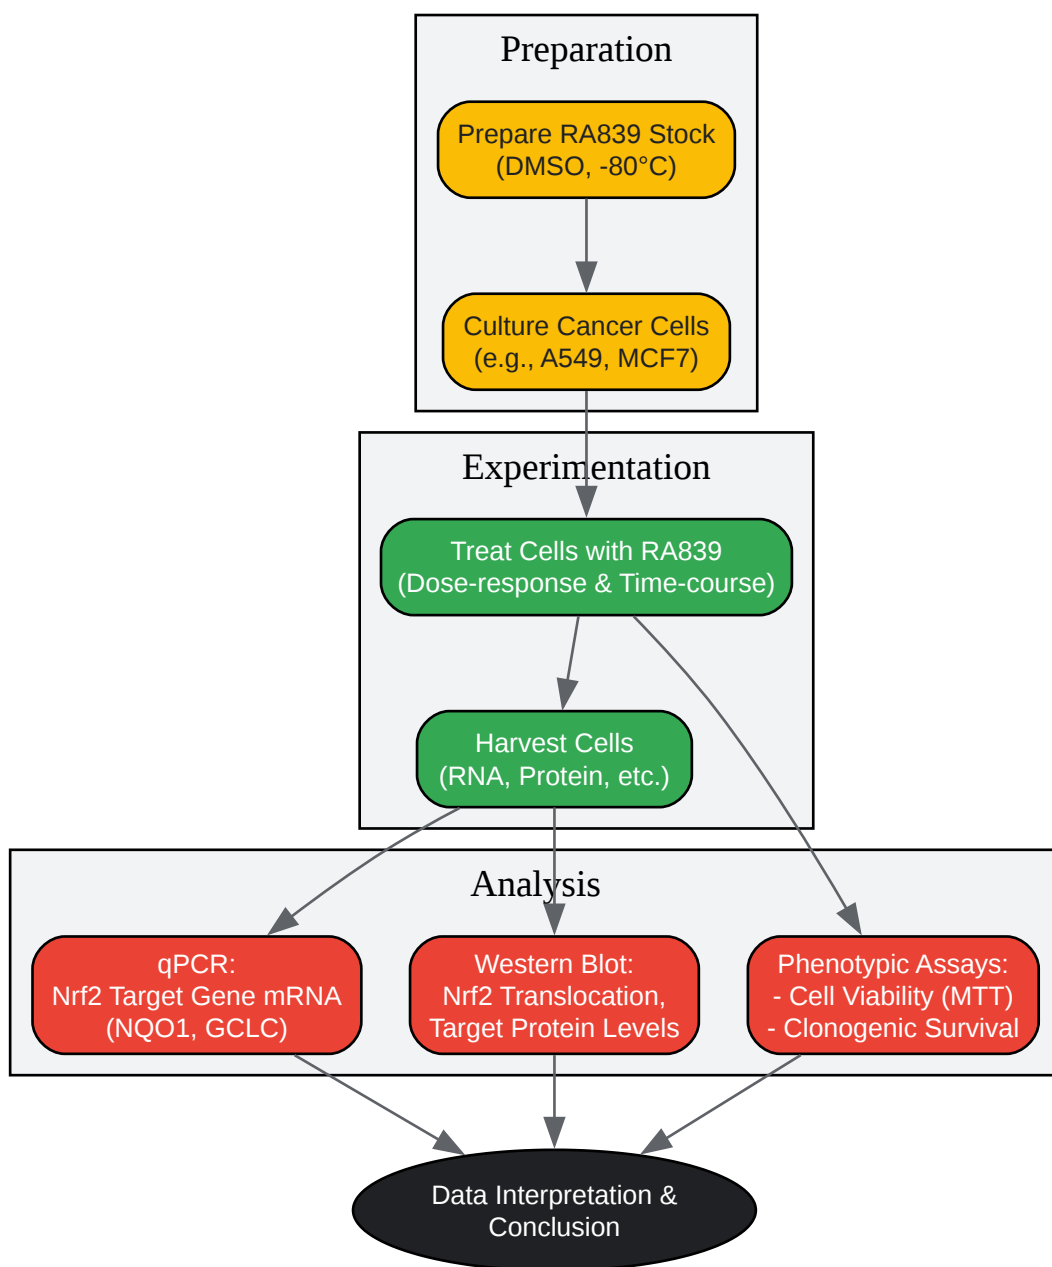 Preparation
Prepare RA839 Stock
(DMSO, -80°C)
Culture Cancer Cells
(e.g., A549, MCF7)
Experimentation
Treat Cells with RA839
(Dose-response & Time-course)
Harvest Cells
(RNA, Protein, etc.)
Analysis
qPCR:
Nrf2 Target Gene mRNA
(NQO1, GCLC)
Western Blot:
Nrf2 Translocation,
Target Protein Levels
Phenotypic Assays:
- Cell Viability (MTT)
- Clonogenic Survival
Data Interpretation &
Conclusion